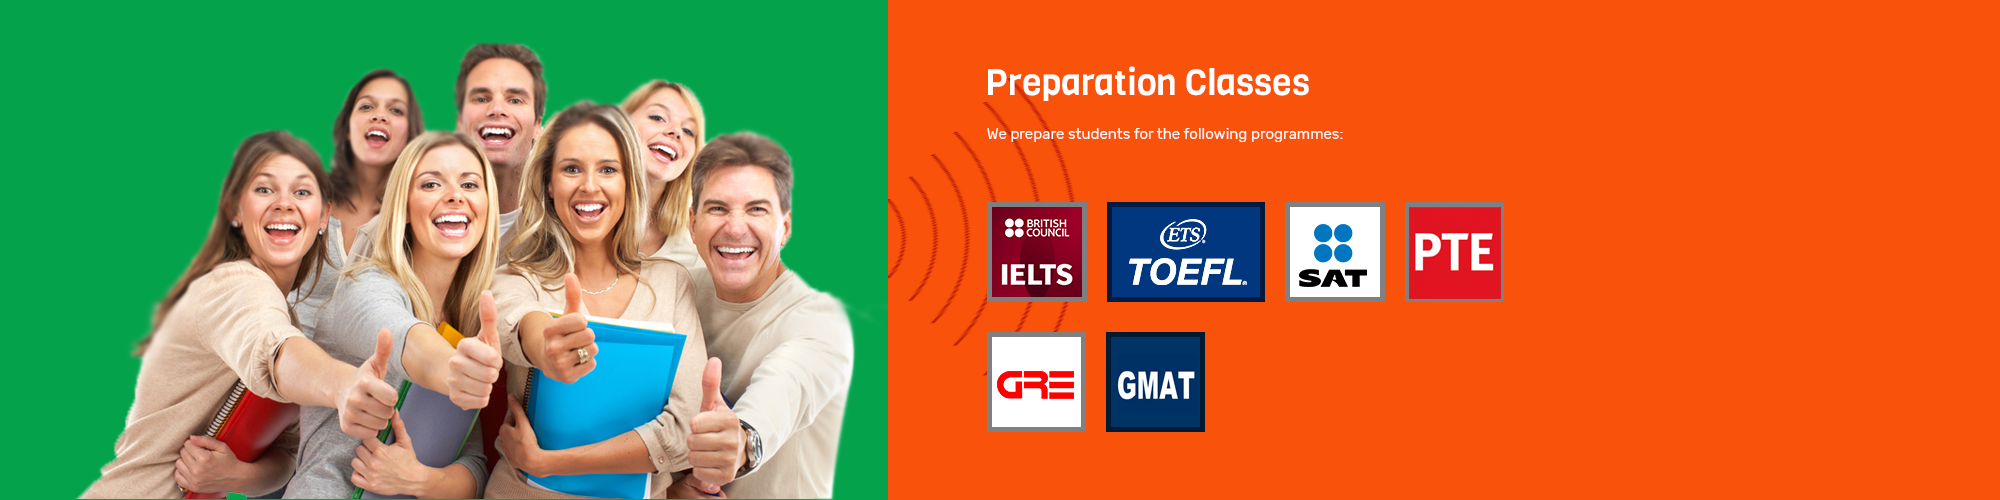 Preparation Classes
We prepare students for the following programmes:
BRITISH
COUNCIL
IELTS
ETS
TOEFL
SAT
PTE
GRE
GMAT